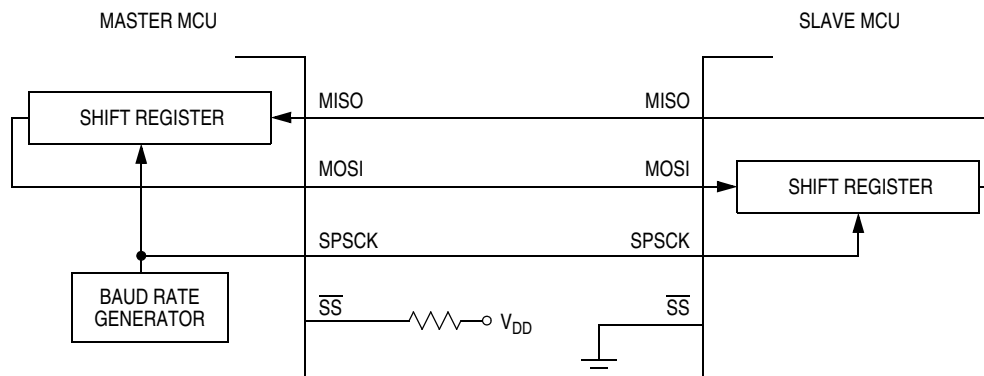 MASTER MCU
SLAVE MCU
SHIFT REGISTER
MISO
MISO
MOSI
MOSI
SHIFT REGISTER
SPSCK
SPSCK
BAUD RATE
GENERATOR
SS
VDD
SS